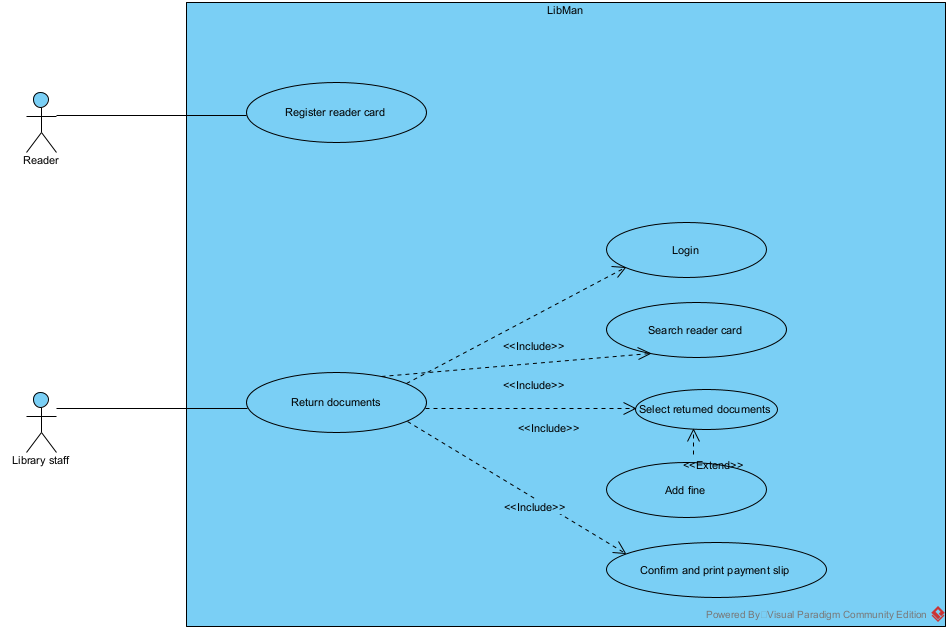 LibMan
Register reader card
Reader
Login
<<Include>>
Search reader card
<<Include>>
Return documents
Select returned documents
<<Include>>
Library staff
<<Extend>>
Add fine
<<Include>>
Confirm and print payment slip
Powered By: Visual Paradigm Community Edition